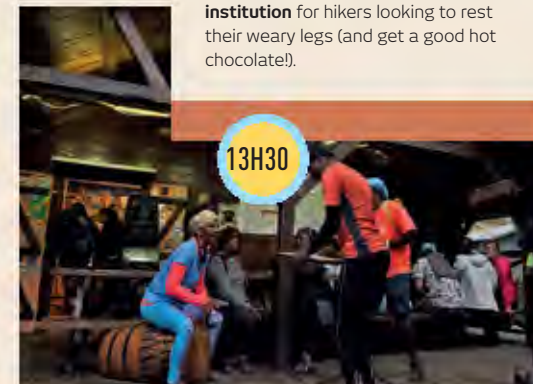 institution for hikers looking to rest
their weary legs (and get a good hot
chocolate!).
13H30